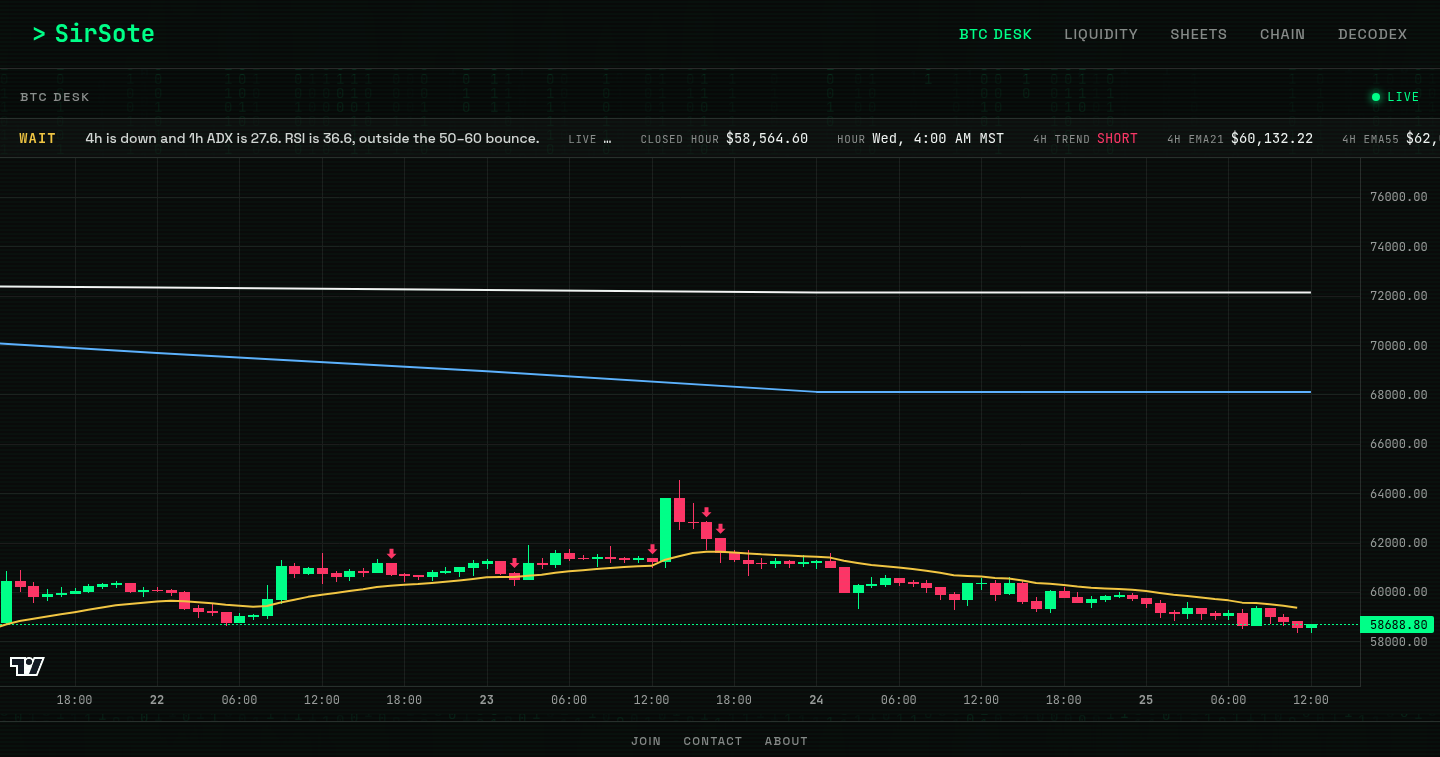 > SirSote
BTC DESK LIQUIDITY SHEETS CHAIN DECODEX
BTC DESK
LIVE
WAIT 4h is down and 1h ADX is 27.6. RSI is 36.6, outside the 50–60 bounce. LIVE … CLOSED HOUR $58,564.60 HOUR Wed, 4:00 AM MST 4H TREND SHORT 4H EMA21 $60,132.22 4H EMA55 $62,
76000.00
74000.00
72000.00
70000.00
68000.00
66000.00
64000.00
62000.00
60000.00
58688.80
58000.00
18:00 22 06:00 12:00 18:00 23 06:00 12:00 18:00 24 06:00 12:00 18:00 25 06:00 12:00
JOIN CONTACT ABOUT